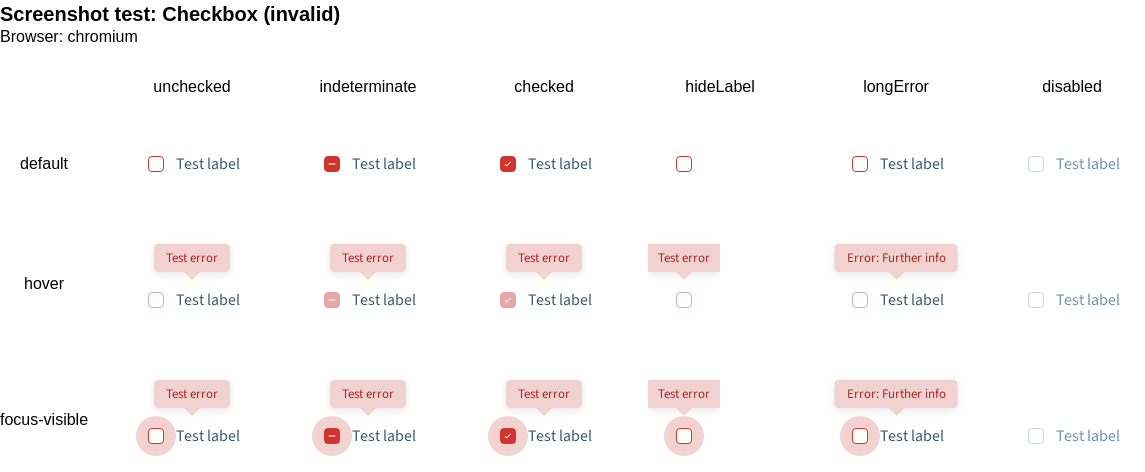 Screenshot test: Checkbox (invalid)
Browser: chromium
unchecked indeterminate checked hideLabel longError disabled
default Test label Test label Test label Test label Test label
Test error Test error Test error Test error Error: Further info
hover Test label Test label Test label Test label Test label
Test error Test error Test error Test error Error: Further info
focus-visible Test label Test label Test label Test label Test label